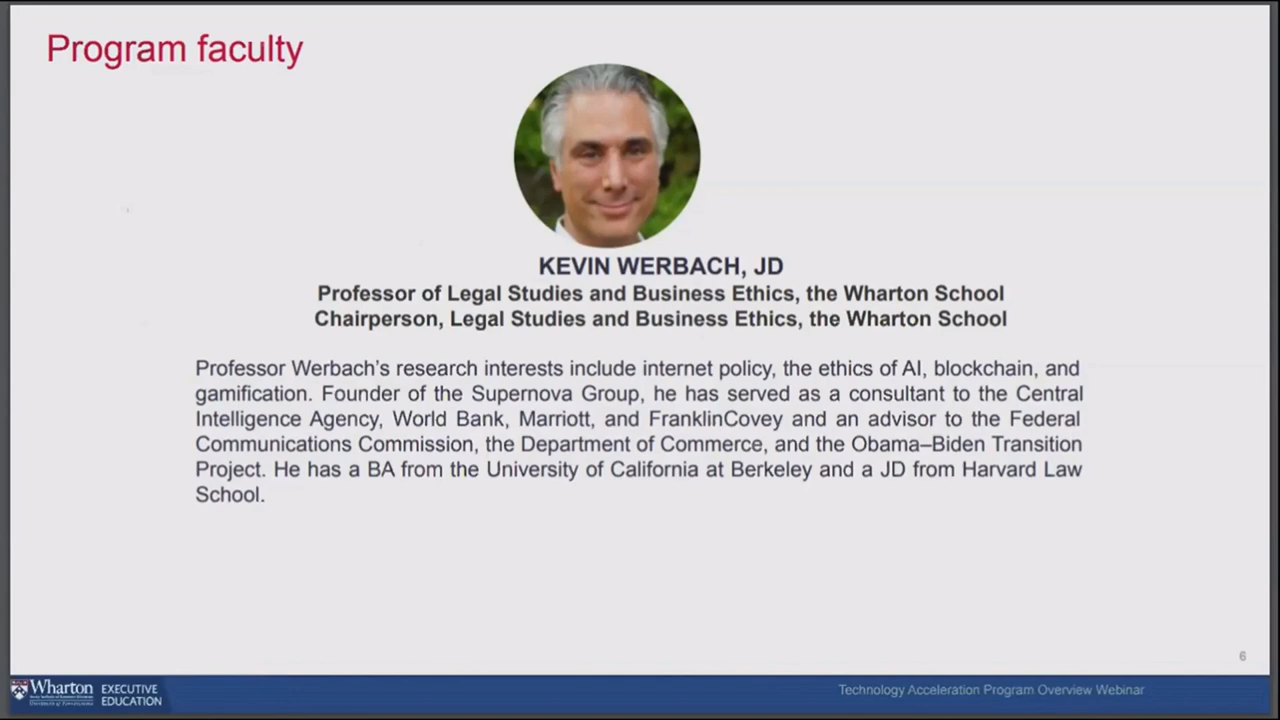 Program faculty
KEVIN WERBACH, JD
Professor of Legal Studies and Business Ethics, the Wharton School
Chairperson, Legal Studies and Business Ethics, the Wharton School
Professor Werbach’s research interests include internet policy, the ethics of AI, blockchain, and
gamification. Founder of the Supernova Group, he has served as a consultant to the Central
Intelligence Agency, World Bank, Marriott, and FranklinCovey and an advisor to the Federal
Communications Commission, the Department of Commerce, and the Obama–Biden Transition
Project. He has a BA from the University of California at Berkeley and a JD from Harvard Law
School.
6
Wharton
EXECUTIVE
EDUCATION
Technology Acceleration Program Overview Webinar